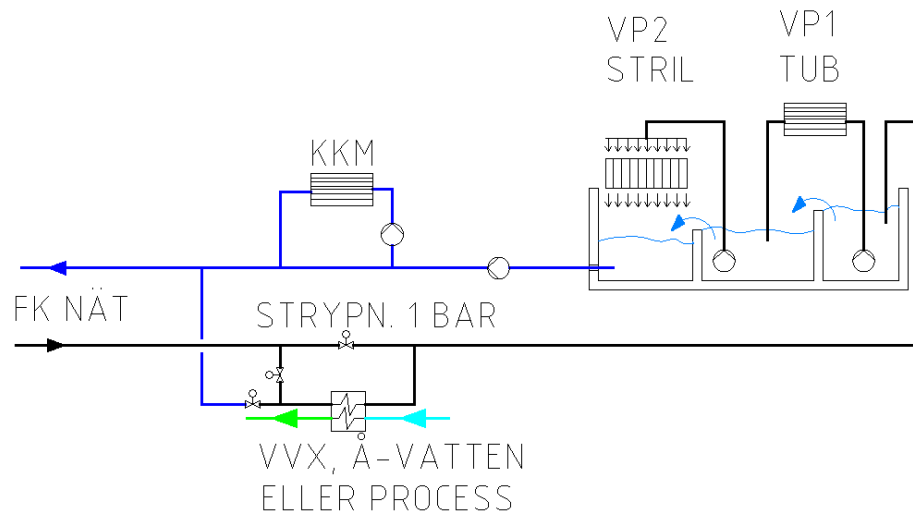 VP2
STRIL
VP1
TUB
KKM
FK NÄT
STRYPN. 1 BAR
VVX, Å-VATTEN
ELLER PROCESS